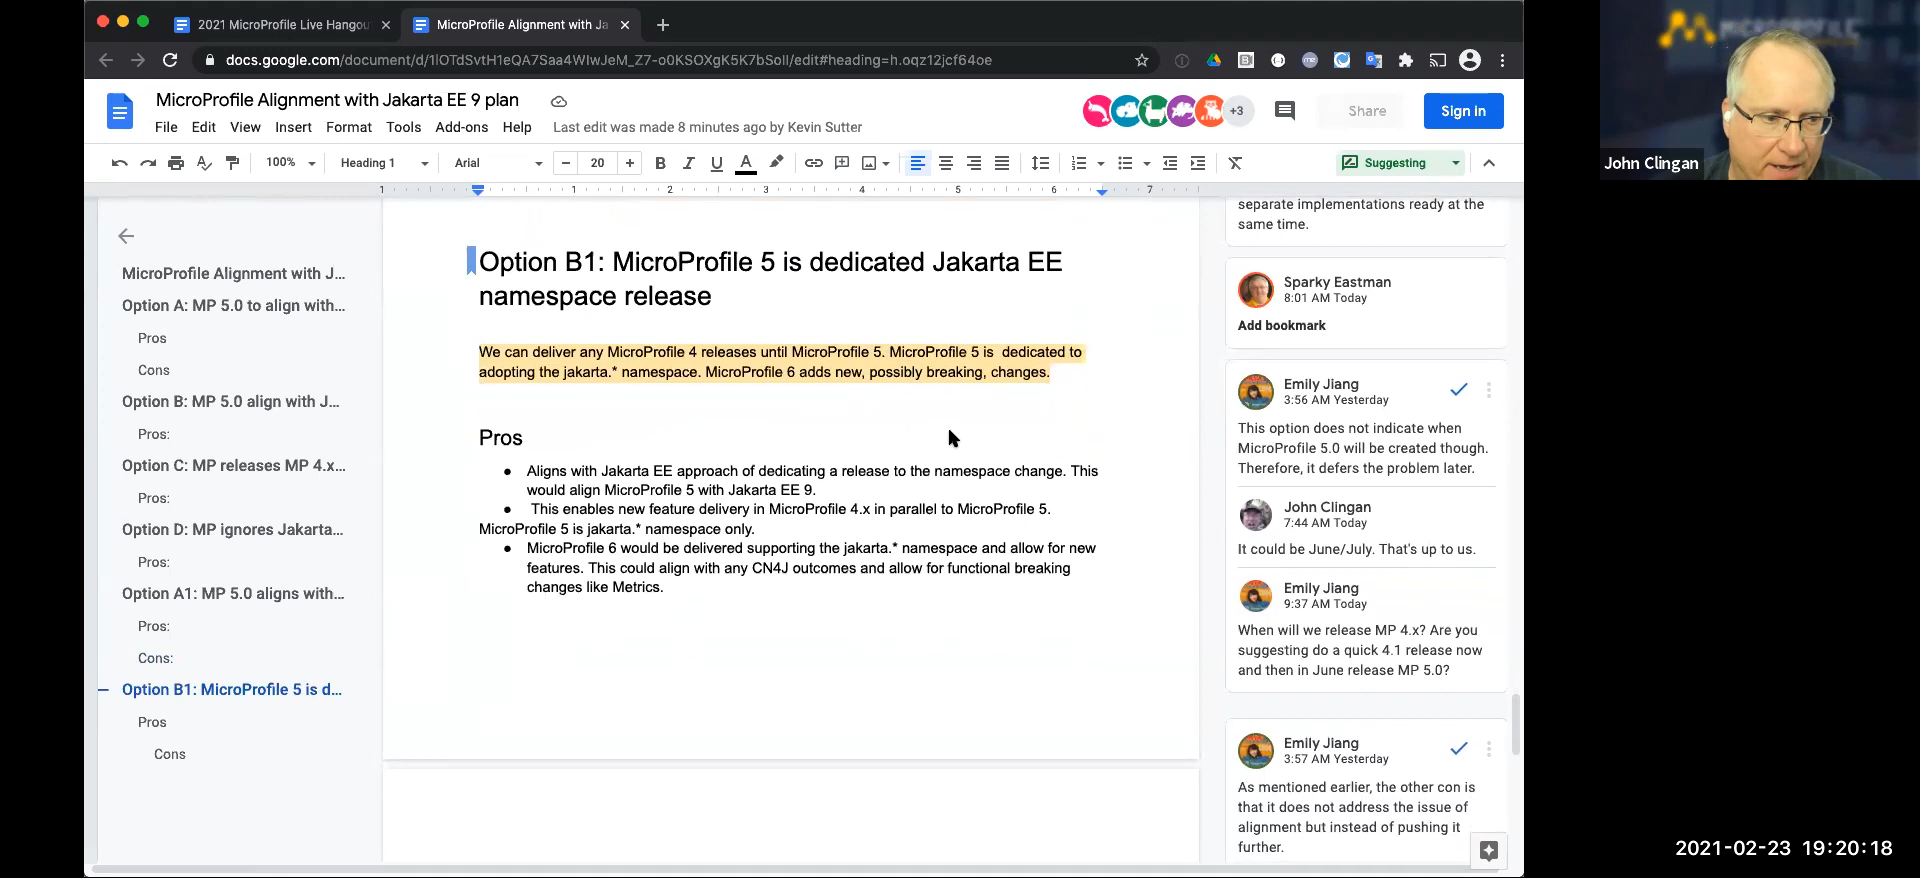 2021 MicroProfile Live Hangou
MicroProfile Alignment with Ja
docs.google.com/document/d/1lOTdSvtH1eQA7Saa4WIwJeM_Z7-o0KSOXgK5K7bSoII/edit#heading=h.oqz12jcf64oe
MICROPROFILE
John Clingan
MicroProfile Alignment with Jakarta EE 9 plan
+3
Share
Sign in
File Edit View Insert Format Tools Add-ons Help Last edit was made 8 minutes ago by Kevin Sutter
100% Heading 1 Arial − 20 + B I U A Suggesting
1 1 2 3 4 5 6 7
MicroProfile Alignment with J...
Option A: MP 5.0 to align with...
Pros
Cons
Option B: MP 5.0 align with J...
Pros:
Option C: MP releases MP 4.x...
Pros:
Option D: MP ignores Jakarta...
Pros:
Option A1: MP 5.0 aligns with...
Pros:
Cons:
Option B1: MicroProfile 5 is d...
Pros
Cons
Option B1: MicroProfile 5 is dedicated Jakarta EE
namespace release
We can deliver any MicroProfile 4 releases until MicroProfile 5. MicroProfile 5 is dedicated to
adopting the jakarta.* namespace. MicroProfile 6 adds new, possibly breaking, changes.
Pros
● Aligns with Jakarta EE approach of dedicating a release to the namespace change. This
would align MicroProfile 5 with Jakarta EE 9.
● This enables new feature delivery in MicroProfile 4.x in parallel to MicroProfile 5.
MicroProfile 5 is jakarta.* namespace only.
● MicroProfile 6 would be delivered supporting the jakarta.* namespace and allow for new
features. This could align with any CN4J outcomes and allow for functional breaking
changes like Metrics.
separate implementations ready at the
same time.
Sparky Eastman
8:01 AM Today
Add bookmark
Emily Jiang
3:56 AM Yesterday
This option does not indicate when
MicroProfile 5.0 will be created though.
Therefore, it defers the problem later.
John Clingan
7:44 AM Today
It could be June/July. That's up to us.
Emily Jiang
9:37 AM Today
When will we release MP 4.x? Are you
suggesting do a quick 4.1 release now
and then in June release MP 5.0?
Emily Jiang
3:57 AM Yesterday
As mentioned earlier, the other con is
that it does not address the issue of
alignment but instead of pushing it
further.
2021-02-23 19:20:18